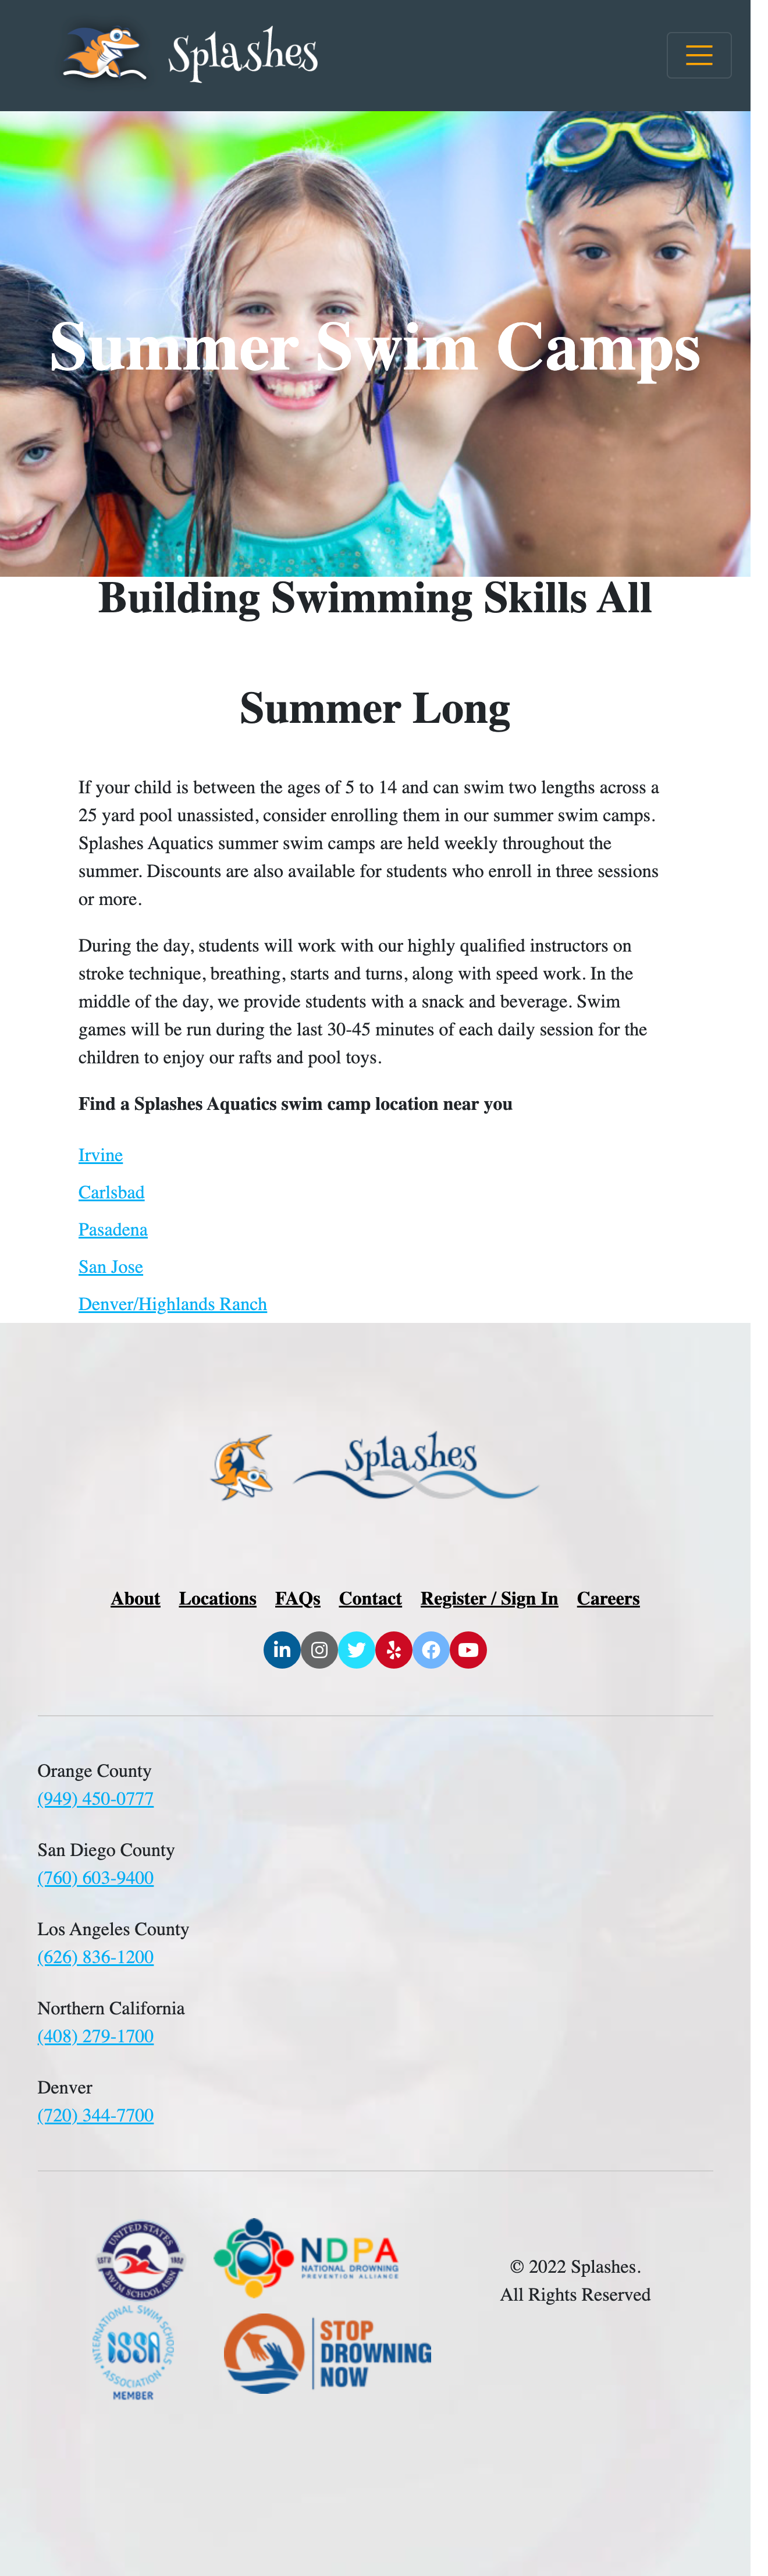 Splashes
Summer Swim Camps
Building Swimming Skills All
Summer Long
If your child is between the ages of 5 to 14 and can swim two lengths across a
25 yard pool unassisted, consider enrolling them in our summer swim camps.
Splashes Aquatics summer swim camps are held weekly throughout the
summer. Discounts are also available for students who enroll in three sessions
or more.
During the day, students will work with our highly qualified instructors on
stroke technique, breathing, starts and turns, along with speed work. In the
middle of the day, we provide students with a snack and beverage. Swim
games will be run during the last 30-45 minutes of each daily session for the
children to enjoy our rafts and pool toys.
Find a Splashes Aquatics swim camp location near you
Irvine
Carlsbad
Pasadena
San Jose
Denver/Highlands Ranch
Splashes
About Locations FAQs Contact Register / Sign In Careers
in
Orange County
(949) 450-0777
San Diego County
(760) 603-9400
Los Angeles County
(626) 836-1200
Northern California
(408) 279-1700
Denver
(720) 344-7700
UNITED STATES
EST'D 1988
SWIM SCHOOL ASSN
NDPA
NATIONAL DROWNING
PREVENTION ALLIANCE
© 2022 Splashes.
All Rights Reserved
INTERNATIONAL SWIM SCHOOLS
ISSA
ASSOCIATION
MEMBER
STOP
DROWNING
NOW